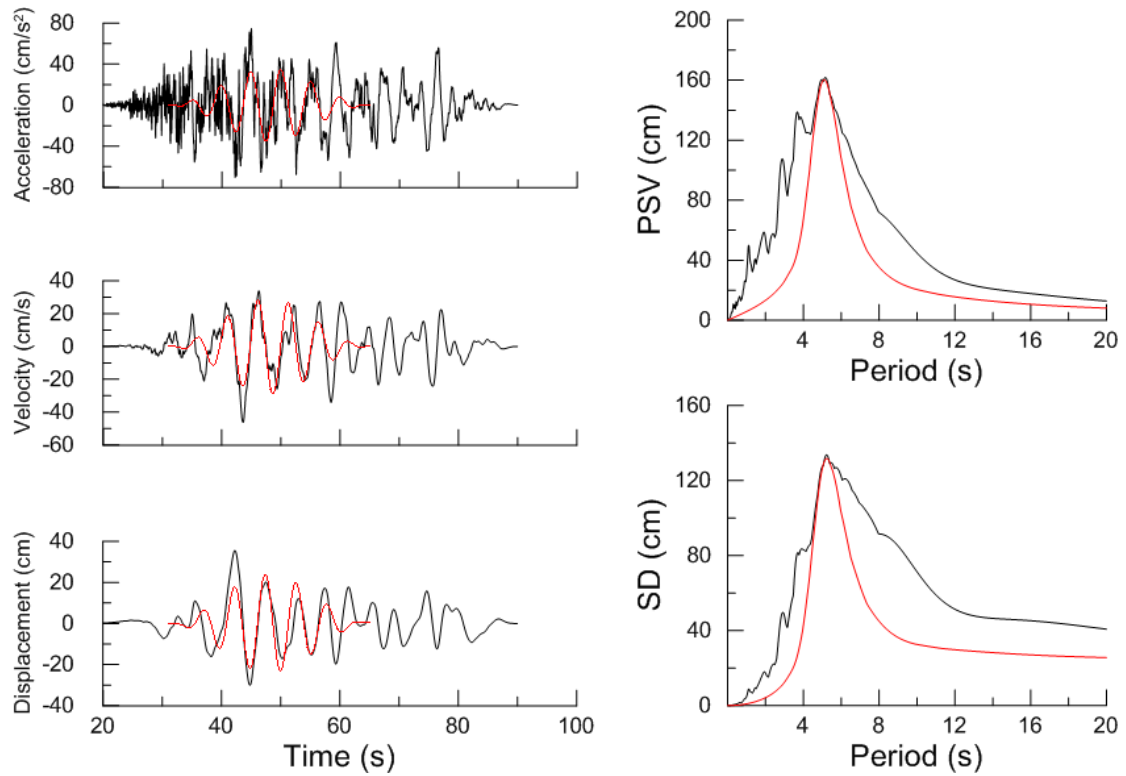 Acceleration (cm/s²)
80
40
0
-40
-80
Velocity (cm/s)
40
20
0
-20
-40
-60
Displacement (cm)
40
20
0
-20
-40
20 40 60 80 100
Time (s)
PSV (cm)
200
160
120
80
40
0
4 8 12 16 20
Period (s)
SD (cm)
160
120
80
40
0
4 8 12 16 20
Period (s)